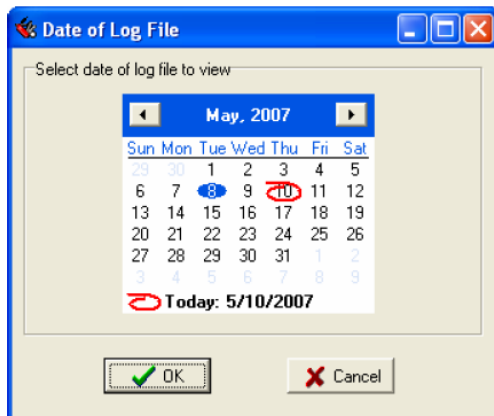 Date of Log File
Select date of log file to view
May, 2007
Sun Mon Tue Wed Thu Fri Sat
29 30 1 2 3 4 5
6 7 8 9 10 11 12
13 14 15 16 17 18 19
20 21 22 23 24 25 26
27 28 29 30 31 1 2
3 4 5 6 7 8 9
Today: 5/10/2007
OK Cancel